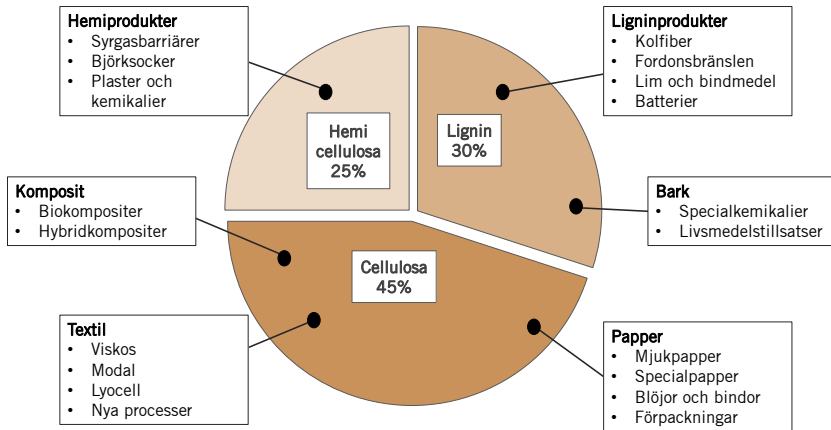 Hemiprodukter
• Syrgasbarriärer
• Björksocker
• Plaster och
kemikalier
Ligninprodukter
• Kolfiber
• Fordonsbränslen
• Lim och bindmedel
• Batterier
Hemi
cellulosa
25%
Lignin
30%
Komposit
• Biokompositer
• Hybridkompositer
Bark
• Specialkemikalier
• Livsmedelstillsatser
Cellulosa
45%
Textil
• Viskos
• Modal
• Lyocell
• Nya processer
Papper
• Mjukpapper
• Specialpapper
• Blöjor och bindor
• Förpackningar